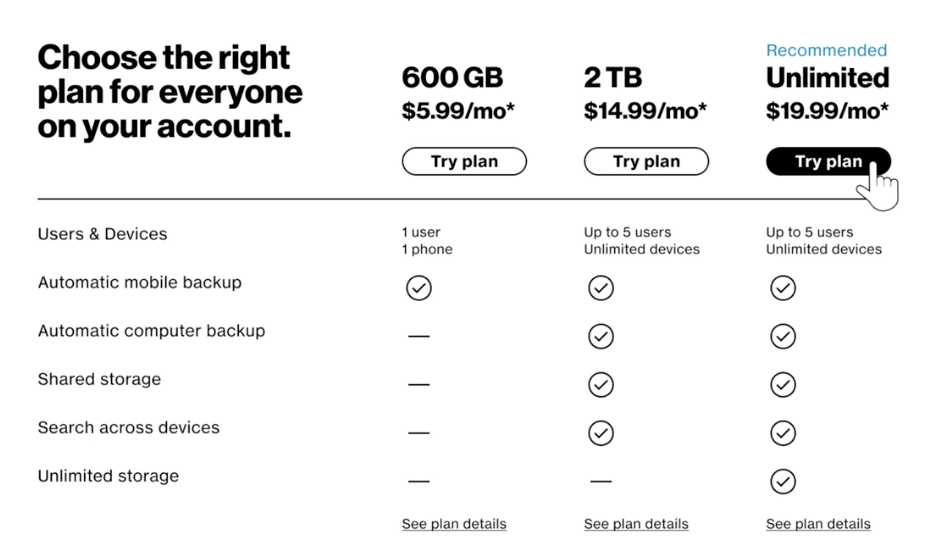 Choose the right
plan for everyone
on your account.
600 GB
$5.99/mo*
Try plan
2 TB
$14.99/mo*
Try plan
Recommended
Unlimited
$19.99/mo*
Try plan
Users & Devices
1 user
1 phone
Up to 5 users
Unlimited devices
Up to 5 users
Unlimited devices
Automatic mobile backup
Automatic computer backup
Shared storage
Search across devices
Unlimited storage
See plan details
See plan details
See plan details